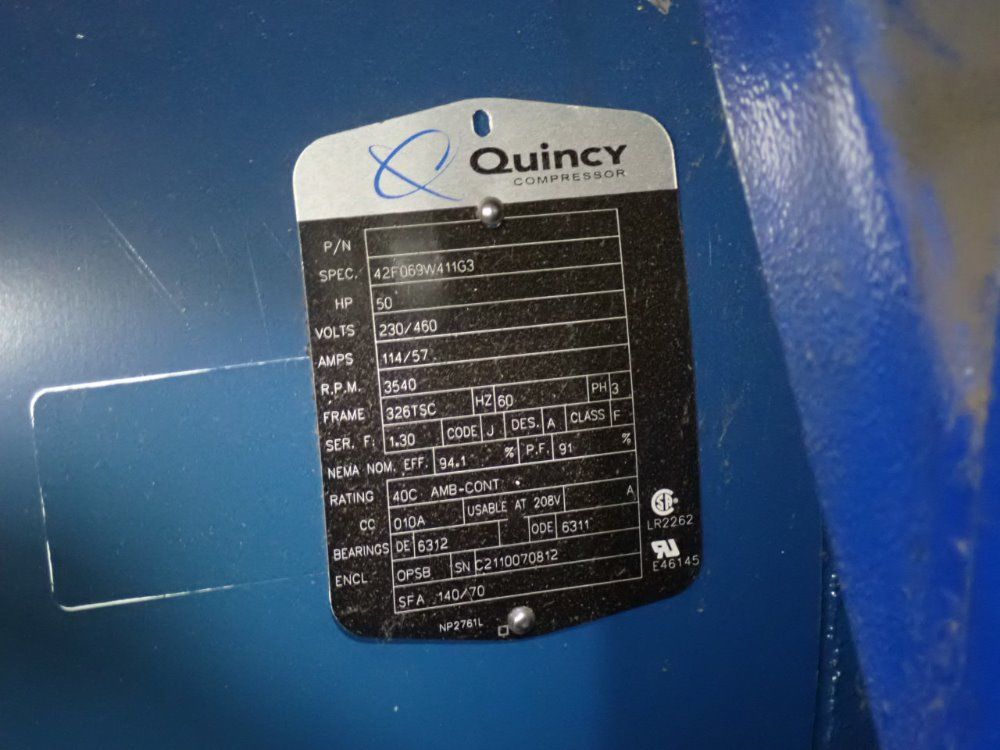 Quincy
COMPRESSOR
P/N
SPEC. 42F069W411G3
HP 50
VOLTS 230/460
AMPS 114/57
R.P.M. 3540
FRAME 326TSC HZ 60 PH 3
SER. F. 1.30 CODE J DES. A CLASS F
NEMA NOM. EFF. 94.1 % P.F. 91 %
RATING 40C AMB-CONT
CC 010A USABLE AT 208V A
BEARINGS DE 6312 ODE 6311
ENCL OPSB SN C2110070812
SFA 140/70
NP2761L
LR2262
E46145